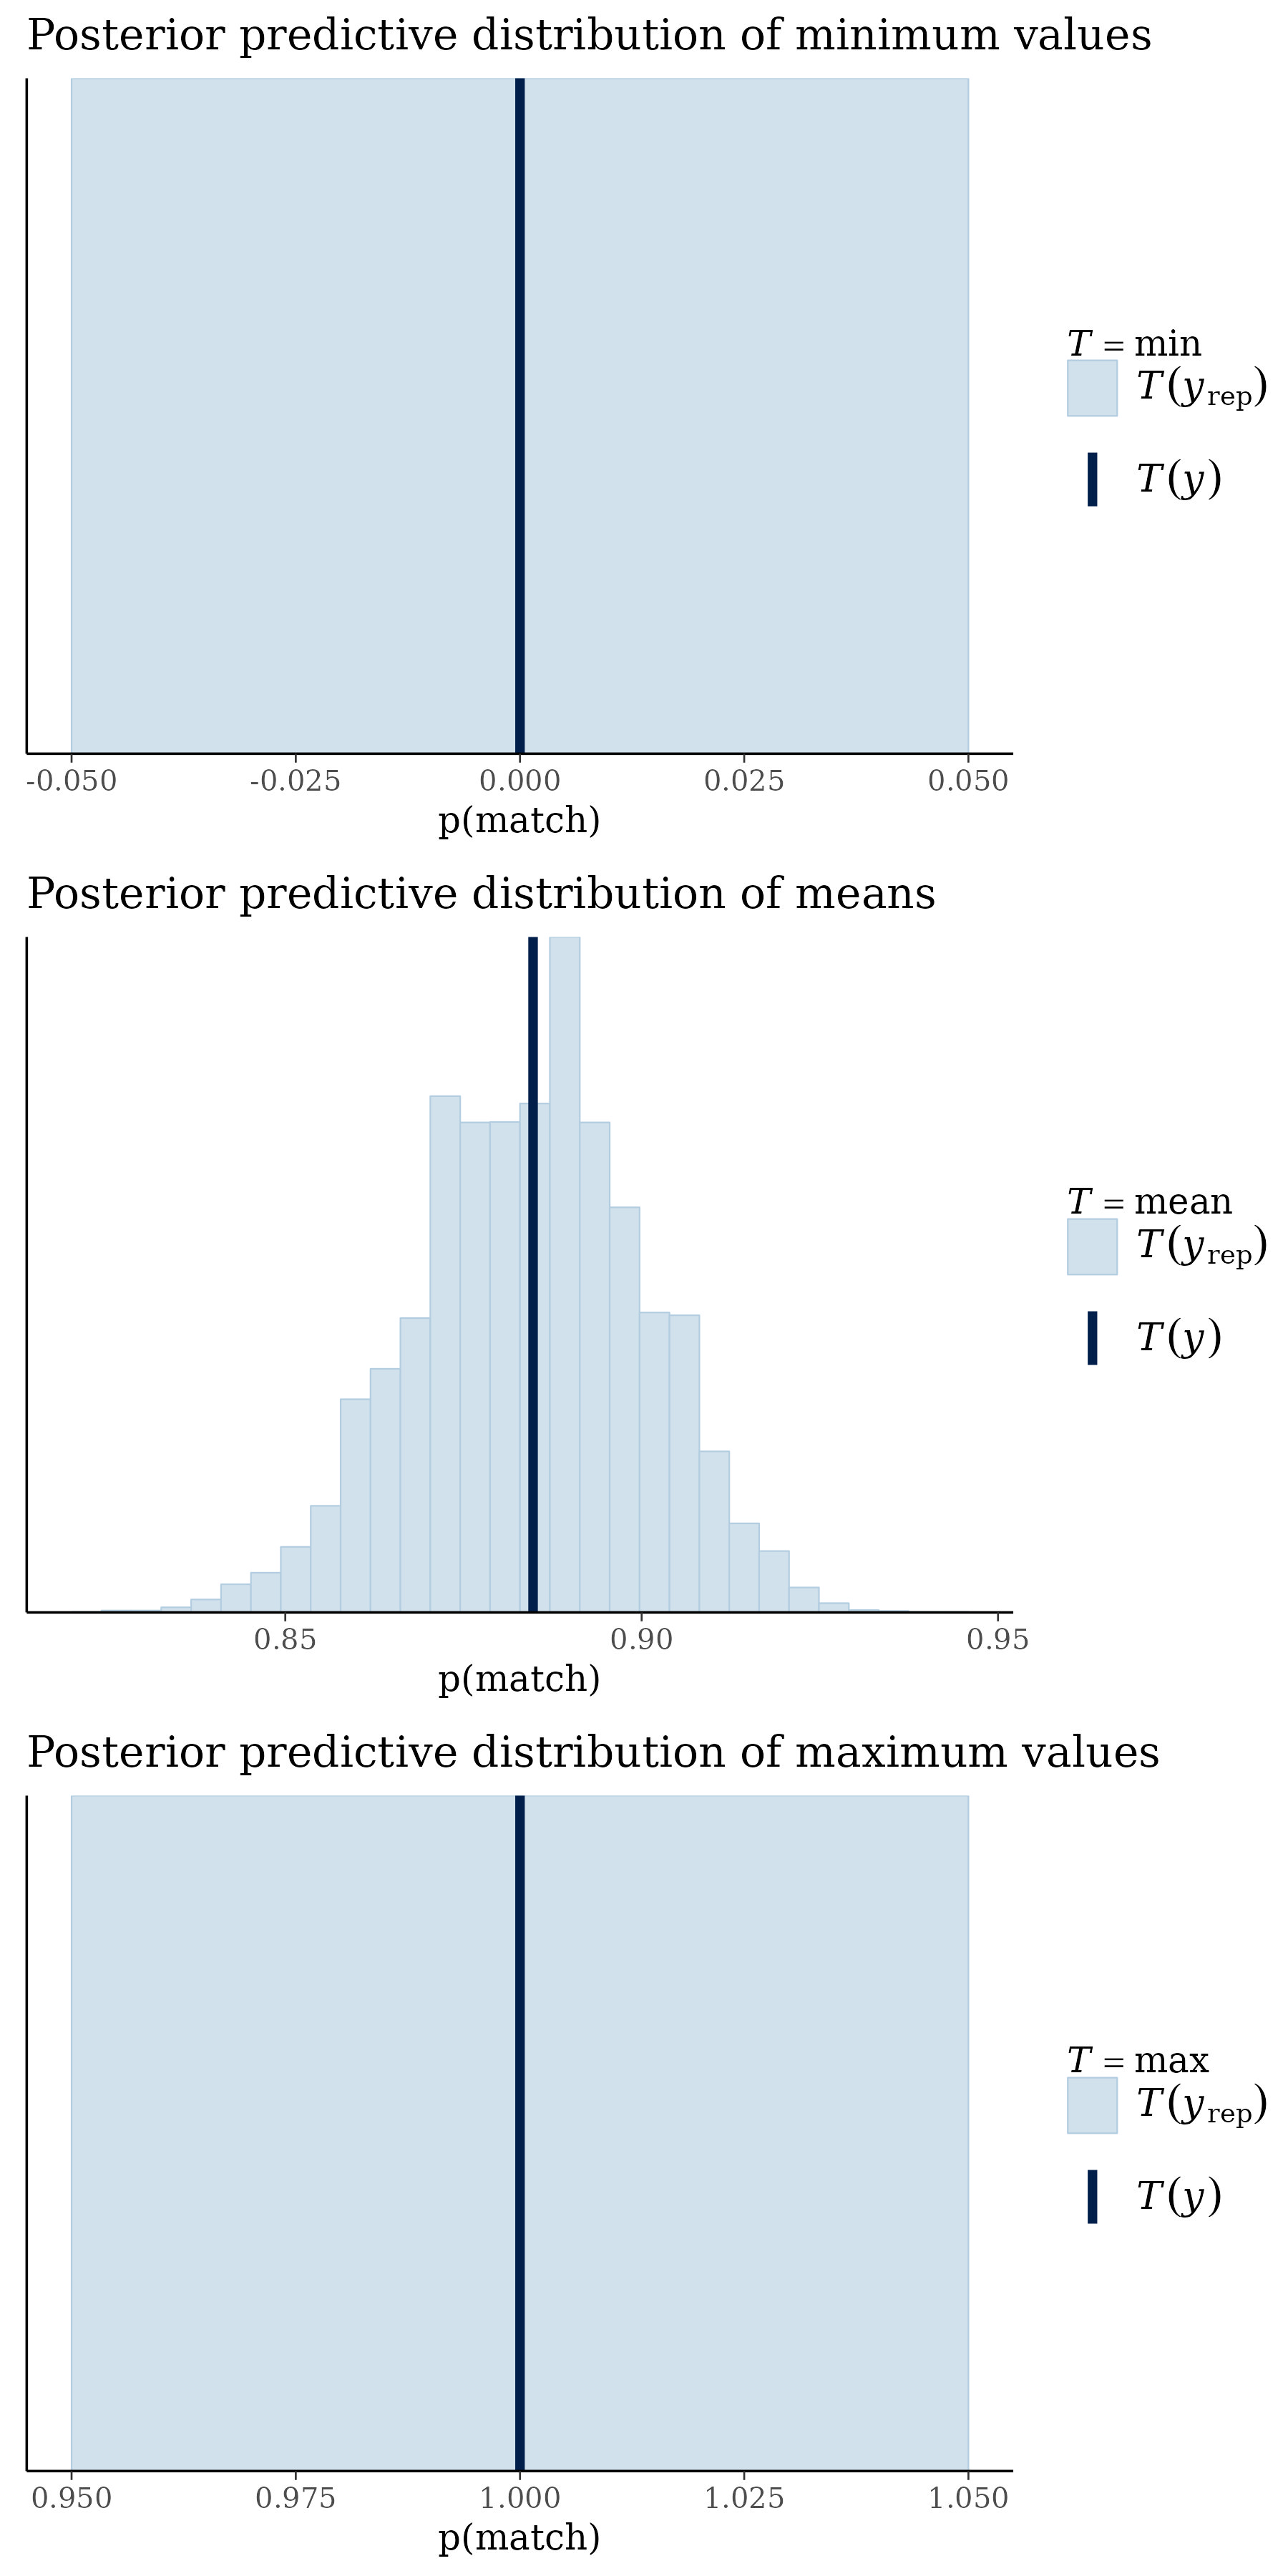 Posterior predictive distribution of minimum values
T = min
T(yrep)
T(y)
-0.050 -0.025 0.000 0.025 0.050
p(match)
Posterior predictive distribution of means
T = mean
T(yrep)
T(y)
0.85 0.90 0.95
p(match)
Posterior predictive distribution of maximum values
T = max
T(yrep)
T(y)
0.950 0.975 1.000 1.025 1.050
p(match)